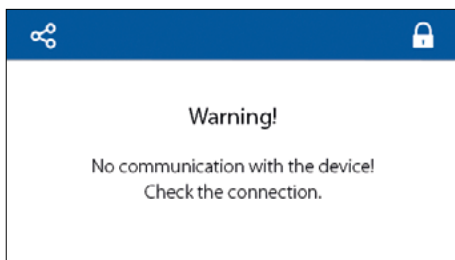 Warning!
No communication with the device!
Check the connection.